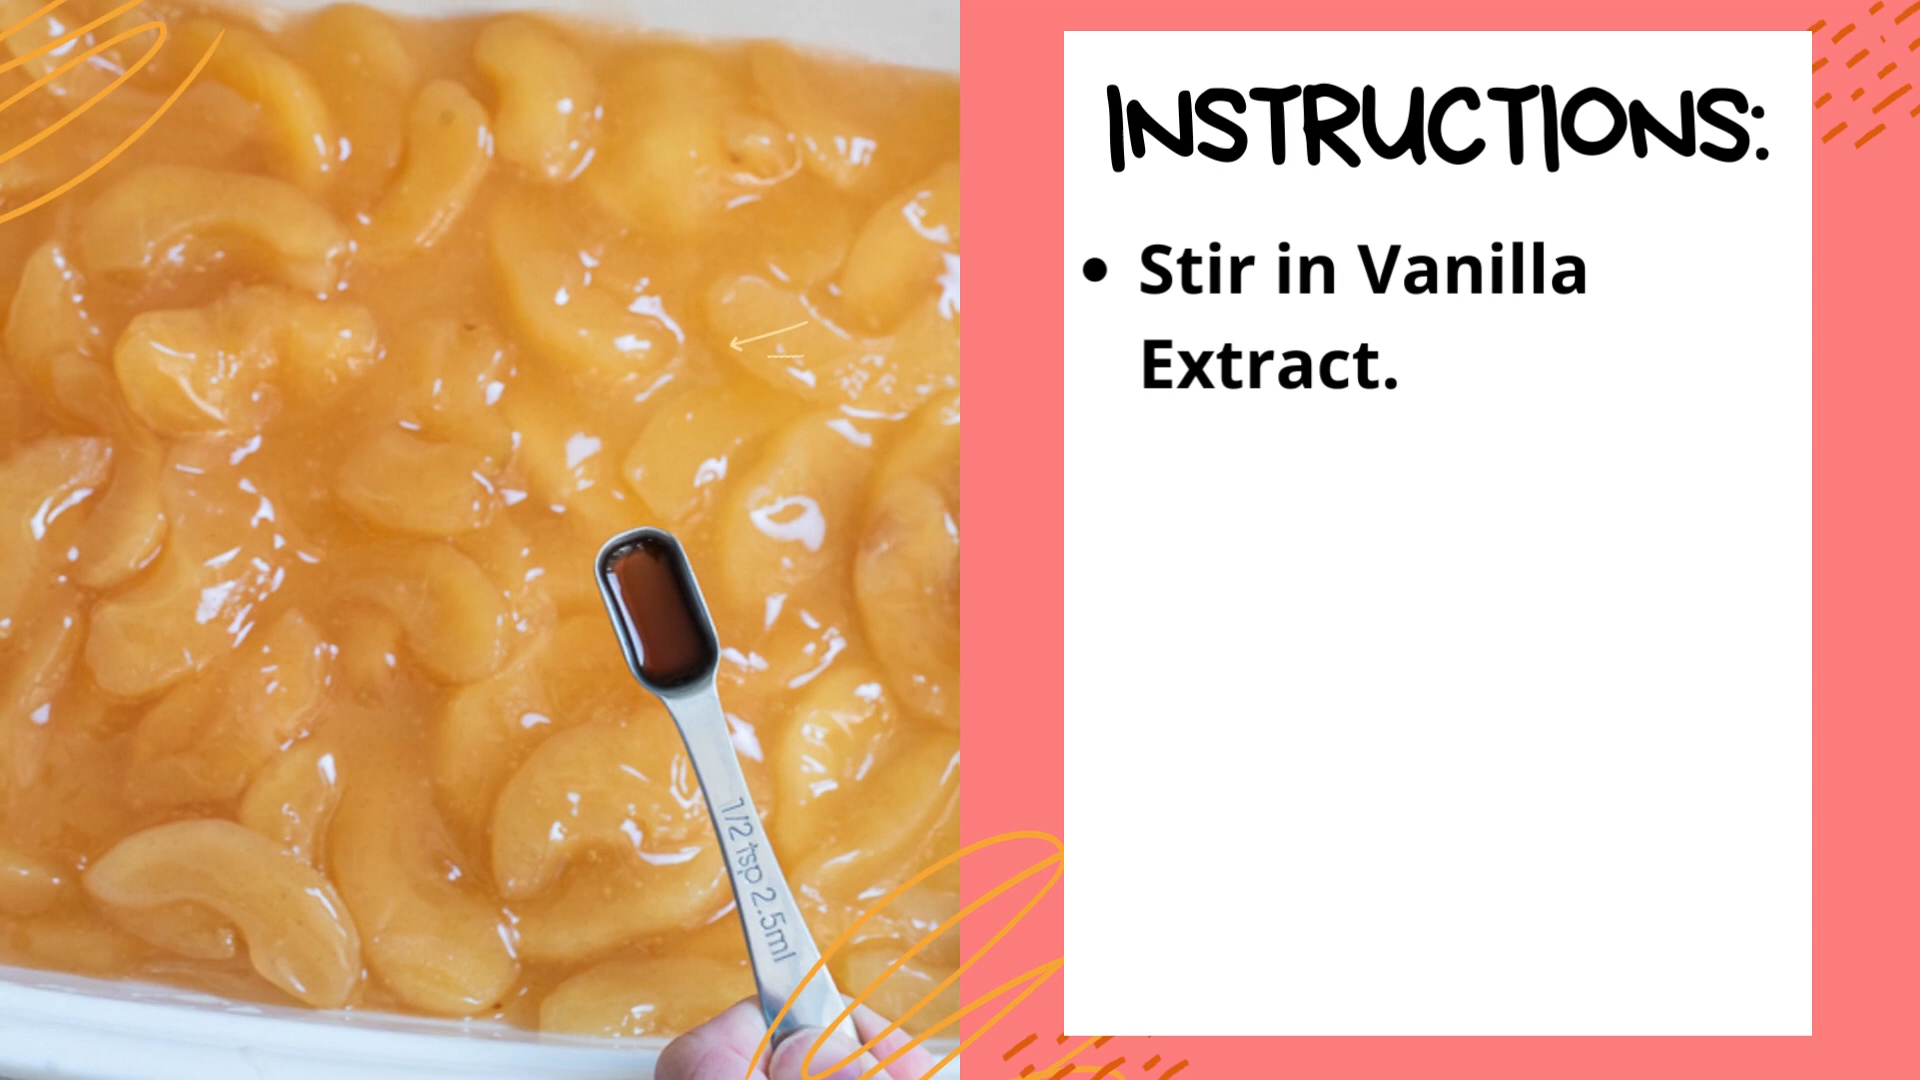 INSTRUCTIONS:
• Stir in Vanilla
Extract.
1/2 tsp 2.5ml